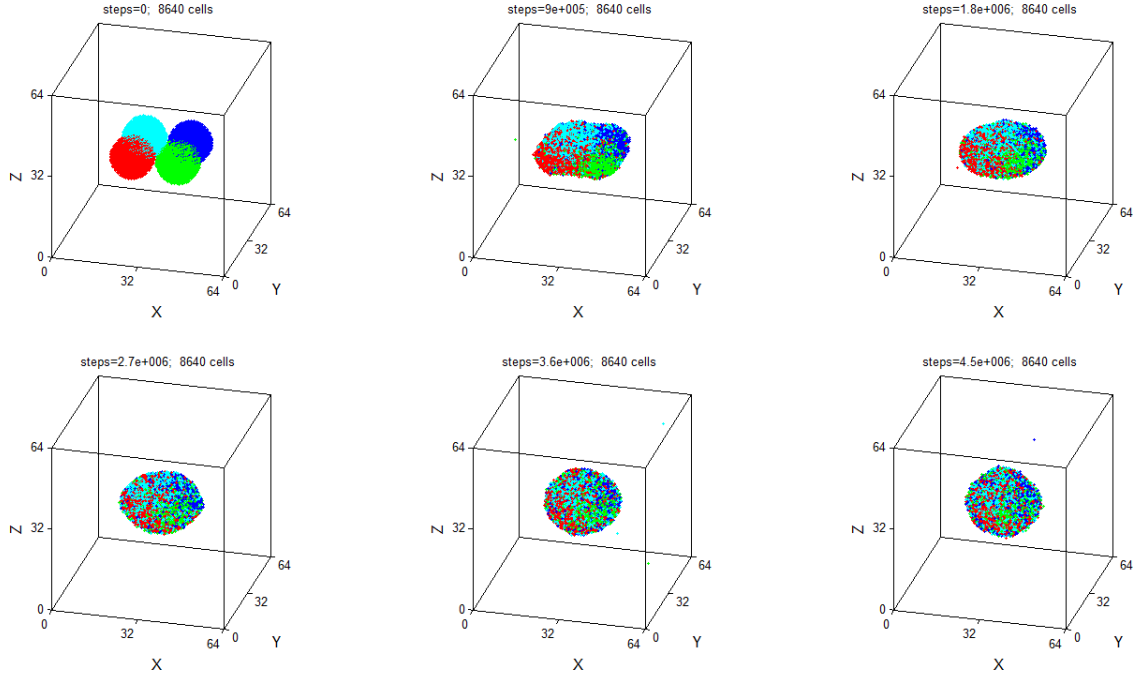 steps=0;  8640 cells
64
Z
32
0
0
32
64
0
32
64
X
Y
steps=9e+005;  8640 cells
64
Z
32
0
0
32
64
0
32
64
X
Y
steps=1.8e+006;  8640 cells
64
Z
32
0
0
32
64
0
32
64
X
Y
steps=2.7e+006;  8640 cells
64
Z
32
0
0
32
64
0
32
64
X
Y
steps=3.6e+006;  8640 cells
64
Z
32
0
0
32
64
0
32
64
X
Y
steps=4.5e+006;  8640 cells
64
Z
32
0
0
32
64
0
32
64
X
Y